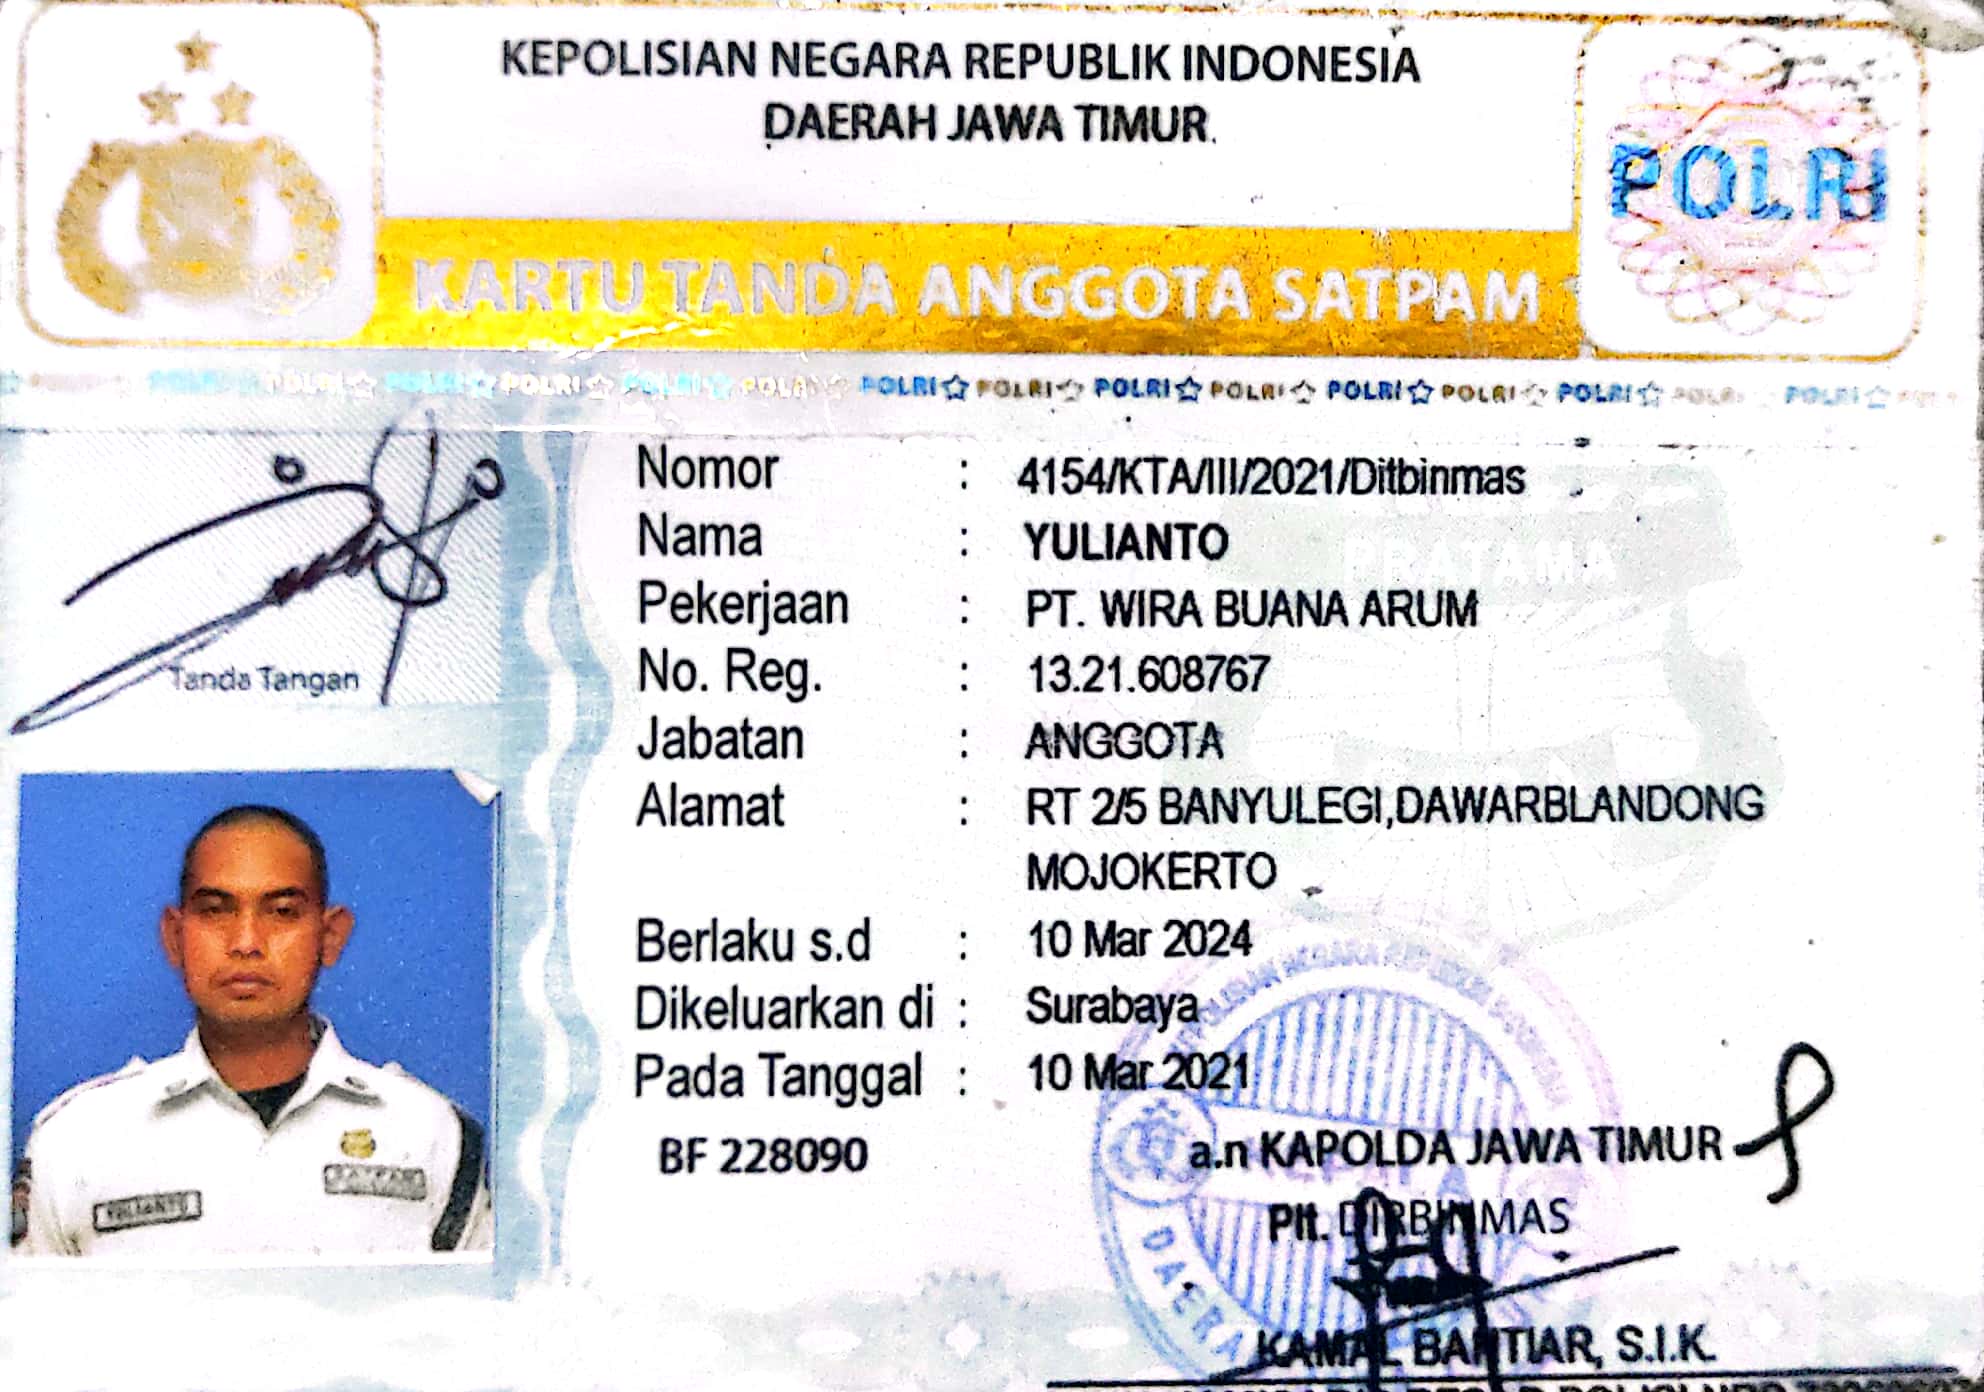 KEPOLISIAN NEGARA REPUBLIK INDONESIA
DAERAH JAWA TIMUR
POLRI
KARTU TANDA ANGGOTA SATPAM
POLRI POLRI POLRI POLRI POLRI POLRI POLRI POLRI POLRI POLRI POLRI POLRI POLRI POLRI
Tanda Tangan
Nomor : 4154/KTA/III/2021/Ditbinmas
Nama : YULIANTO
Pekerjaan : PT. WIRA BUANA ARUM
No. Reg. : 13.21.608767
Jabatan : ANGGOTA
Alamat : RT 2/5 BANYULEGI,DAWARBLANDONG
MOJOKERTO
Berlaku s.d : 10 Mar 2024
Dikeluarkan di : Surabaya
Pada Tanggal : 10 Mar 2021
BF 228090
PRATAMA
YULIANTO
SATPAM
a.n KAPOLDA JAWA TIMUR
Plt. DIRBINMAS
KAMAL BAHTIAR, S.I.K.